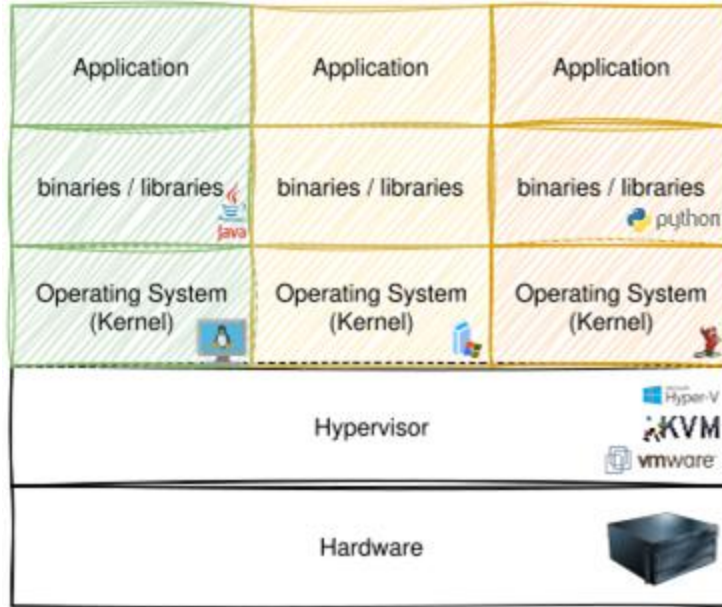 Application
Application
Application
binaries / libraries
Java
binaries / libraries
binaries / libraries
python
Operating System
(Kernel)
Operating System
(Kernel)
Operating System
(Kernel)
Hypervisor
Microsoft
Hyper-V
KVM
vmware
Hardware